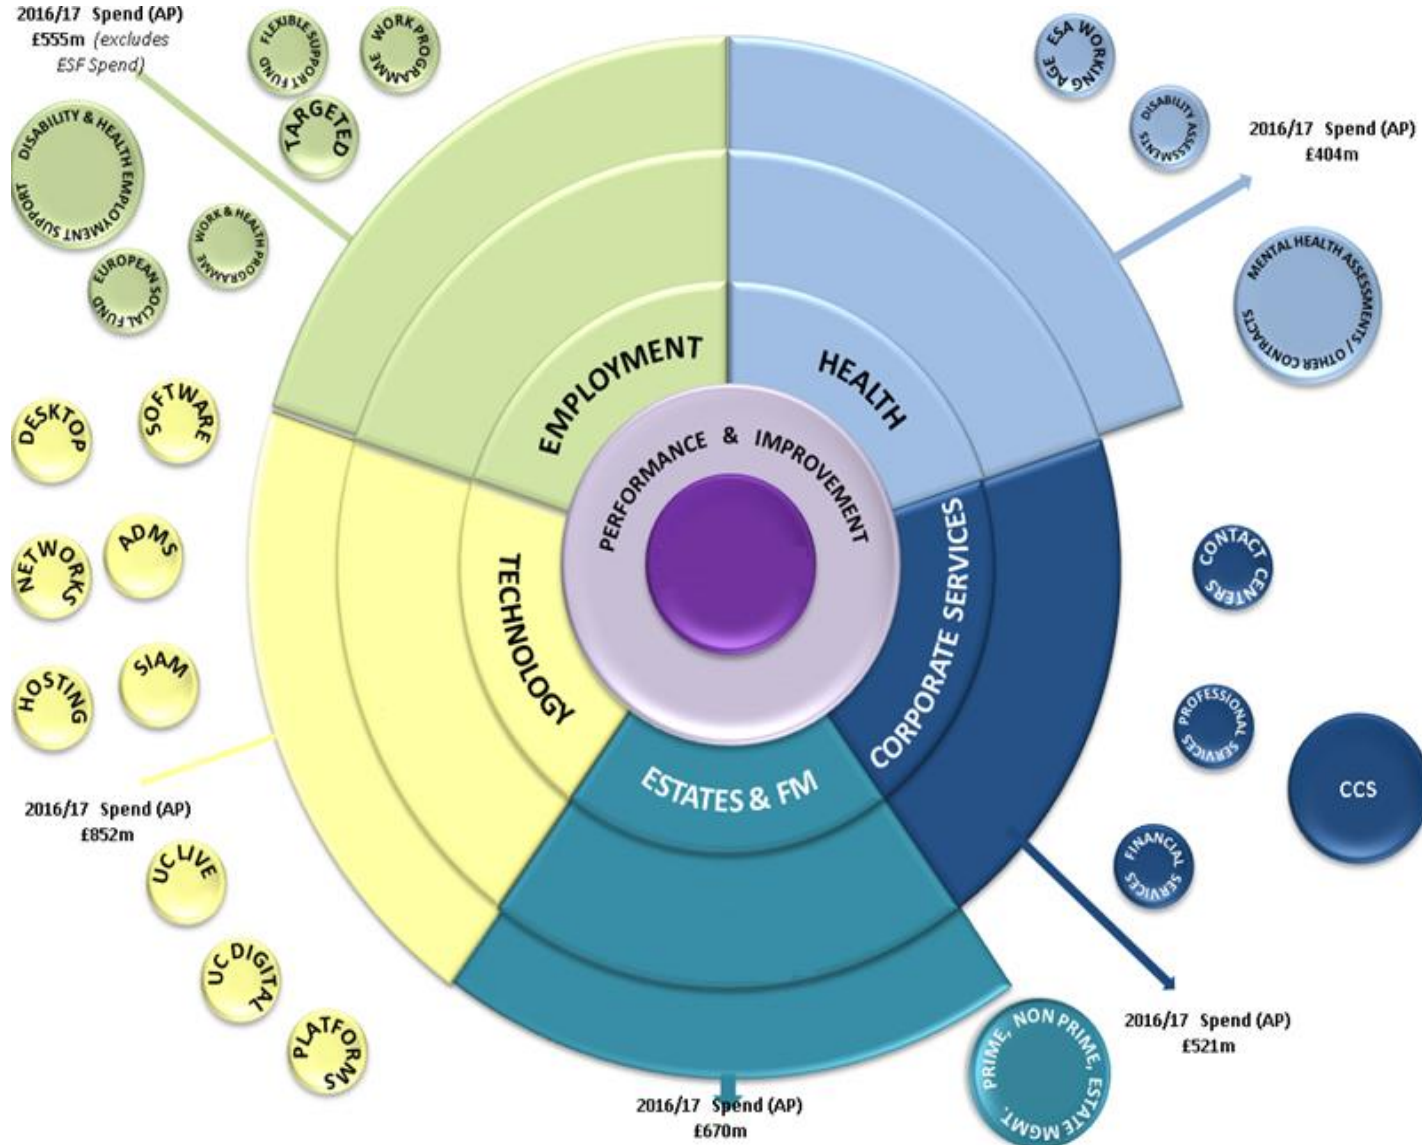 2016/17 Spend (AP)
£555m (excludes
ESF Spend)
FLEXIBLE SUPPORT FUND
WORK PROGRAMME
TARGETED
DISABILITY & HEALTH EMPLOYMENT SUPPORT
WORK & HEALTH PROGRAMME
EUROPEAN SOCIAL FUND
ESA WORKING AGE
DISABILITY ASSESSMENTS
2016/17 Spend (AP)
£404m
MENTAL HEALTH ASSESSMENTS / OTHER CONTRACTS
EMPLOYMENT
HEALTH
PERFORMANCE & IMPROVEMENT
TECHNOLOGY
CORPORATE SERVICES
ESTATES & FM
DESKTOP
SOFTWARE
NETWORKS
ADMS
HOSTING
SIAM
2016/17 Spend (AP)
£852m
UC LIVE
UC DIGITAL
PLATFORMS
CONTACT CENTERS
PROFESSIONAL SERVICES
CCS
FINANCIAL SERVICES
2016/17 Spend (AP)
£521m
PRIME, NON PRIME, ESTATE MGMT.
2016/17 Spend (AP)
£670m